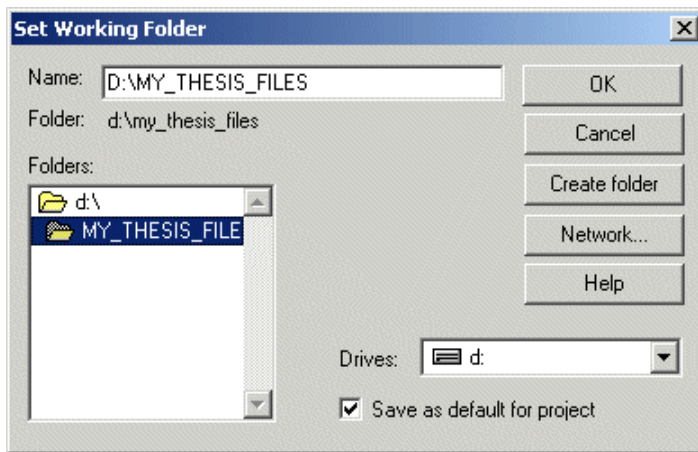 Set Working Folder
Name: D:\MY_THESIS_FILES
OK
Folder: d:\my_thesis_files
Cancel
Folders:
Create folder
d:\
MY_THESIS_FILE
Network...
Help
Drives: d:
Save as default for project